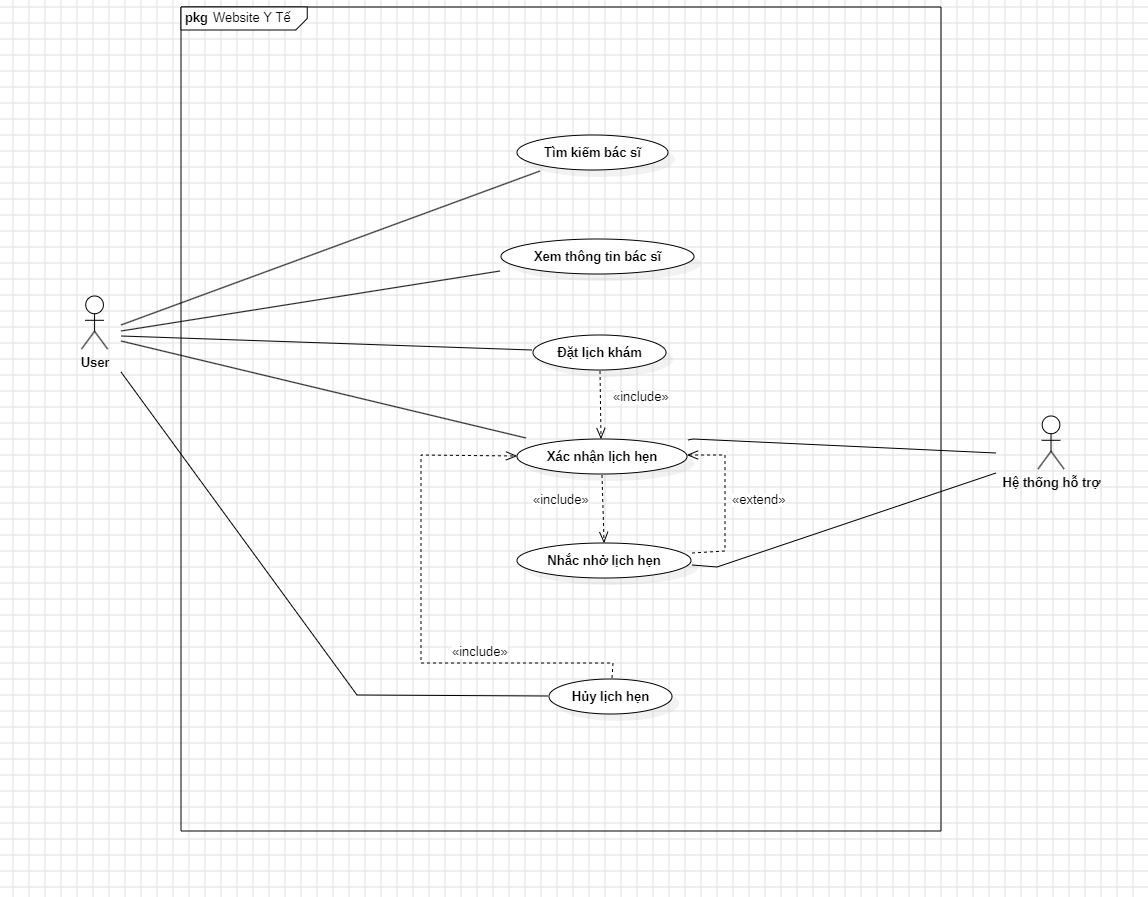 pkg Website Y Tế
Tìm kiếm bác sĩ
Xem thông tin bác sĩ
User
Đặt lịch khám
«include»
Xác nhận lịch hẹn
Hệ thống hỗ trợ
«include»
«extend»
Nhắc nhở lịch hẹn
«include»
Hủy lịch hẹn